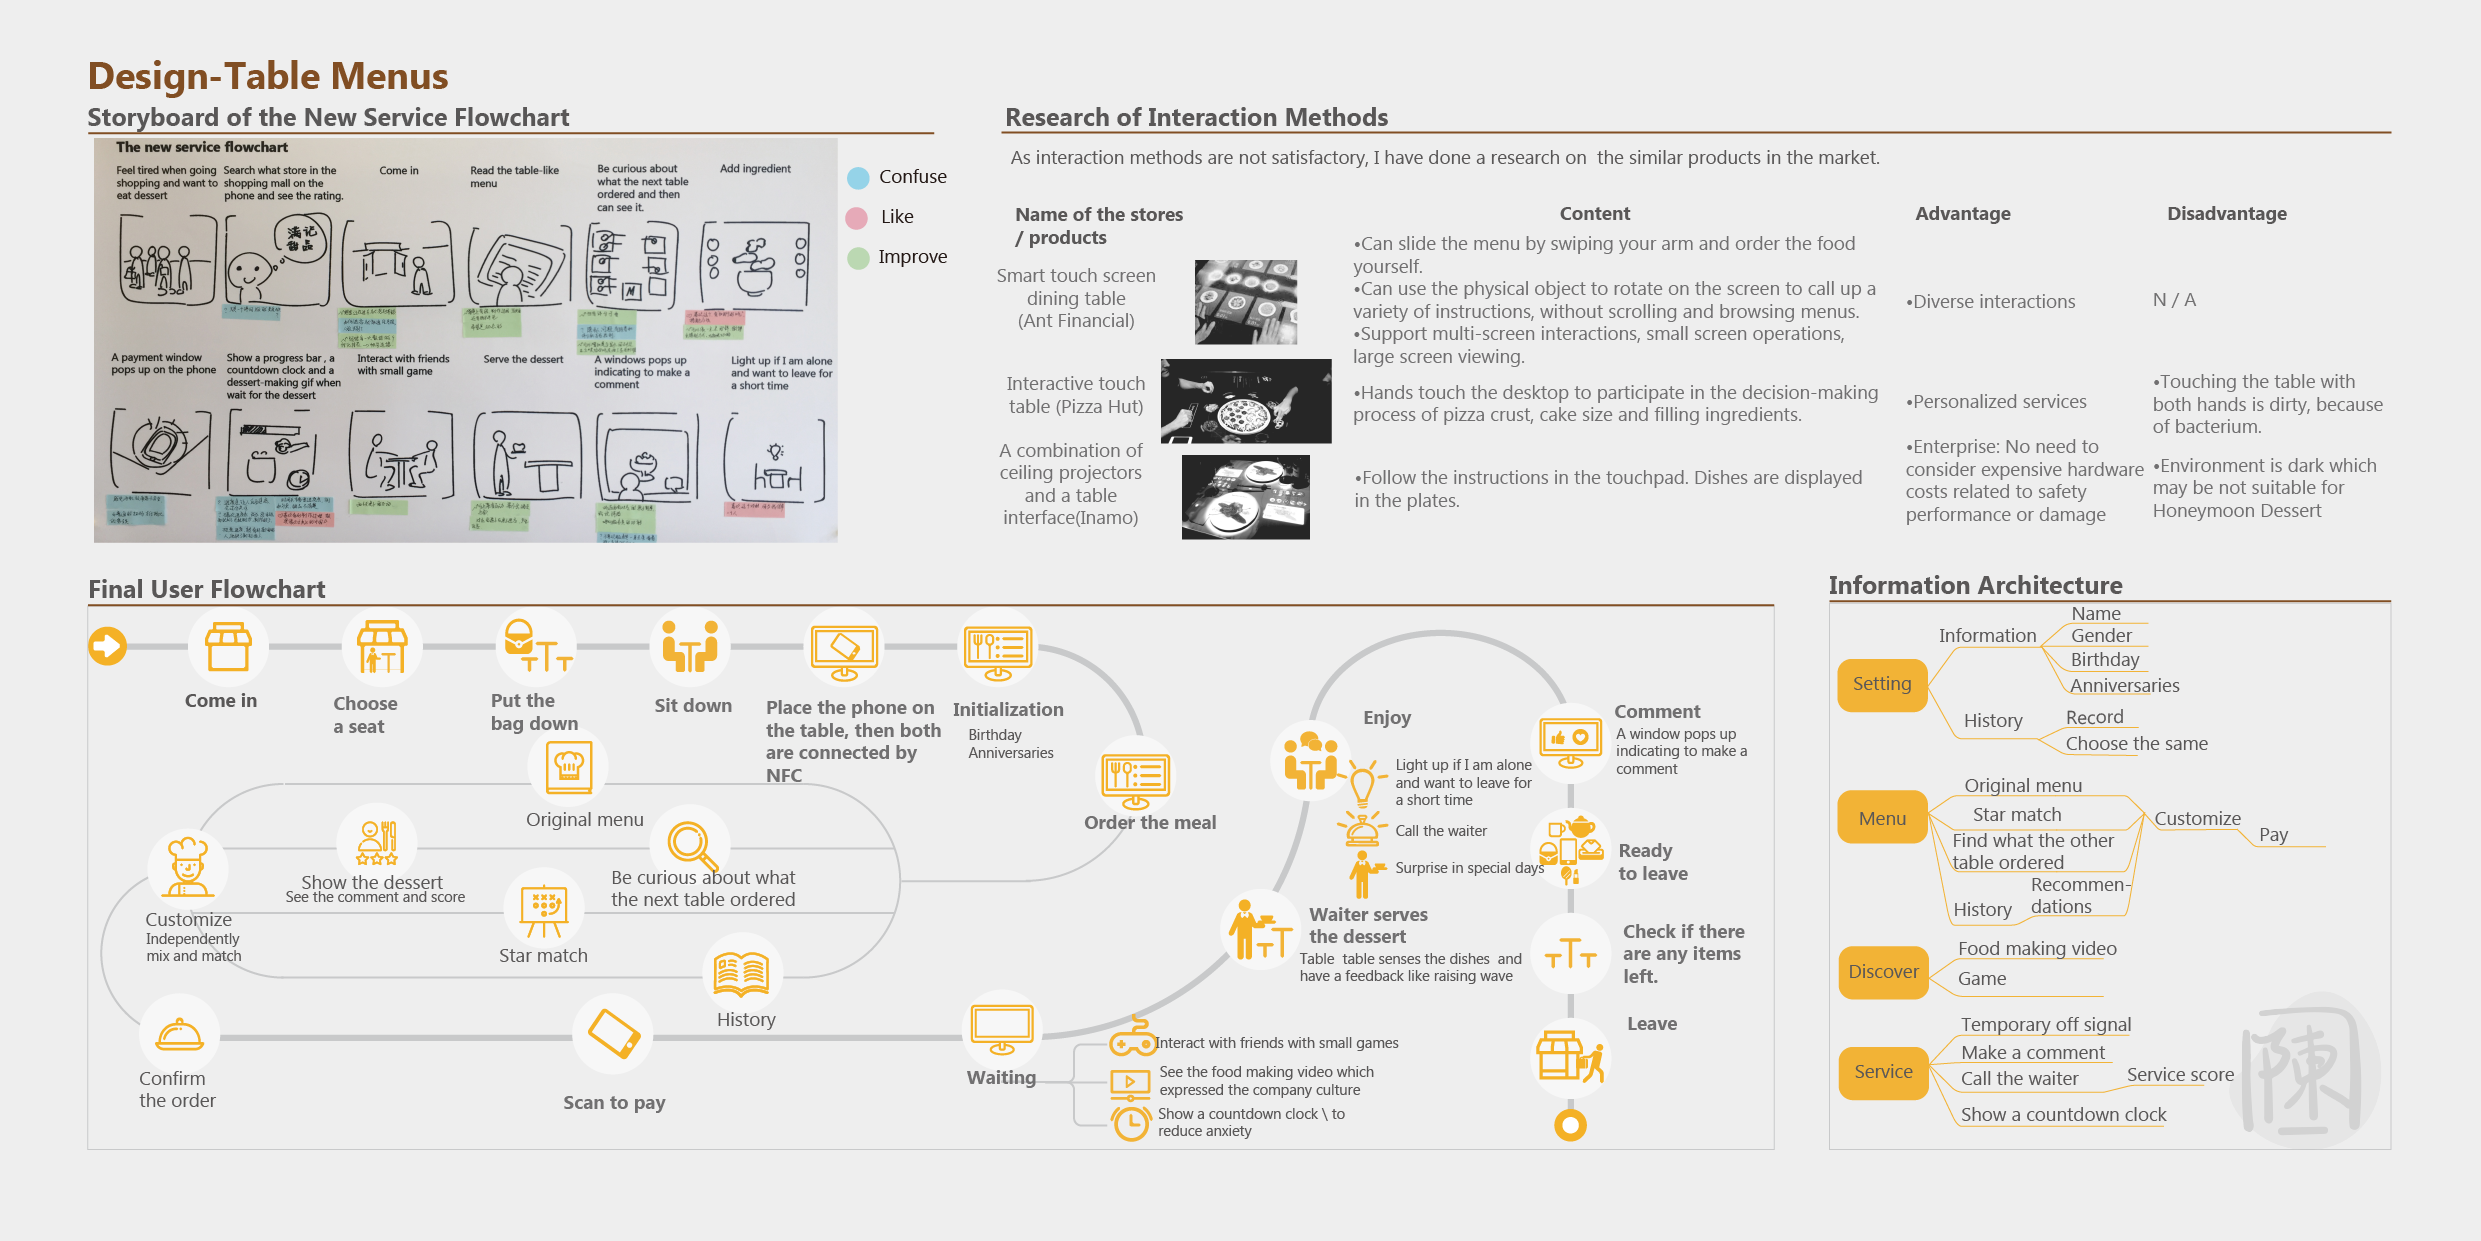 Design-Table Menus
Storyboard of the New Service Flowchart
The new service flowchart
Feel tired when going
shopping and want to
eat dessert
Search what store in the
shopping mall on the
phone and see the rating.
Come in
Read the table-like
menu
Be curious about
what the next table
ordered and then
can see it.
Add ingredient
满记
甜品
M
A payment window
pops up on the phone
Show a progress bar , a
countdown clock and a
dessert-making gif when
wait for the dessert
Interact with friends
with small game
Serve the dessert
A windows pops up
indicating to make a
comment
Light up if I am alone
and want to leave for
a short time
Confuse
Like
Improve
Research of Interaction Methods
As interaction methods are not satisfactory, I have done a research on the similar products in the market.
Name of the stores
/ products
Content
Advantage
Disadvantage
Smart touch screen
dining table
(Ant Financial)
•Can slide the menu by swiping your arm and order the food
yourself.
•Can use the physical object to rotate on the screen to call up a
variety of instructions, without scrolling and browsing menus.
•Support multi-screen interactions, small screen operations,
large screen viewing.
•Diverse interactions
N / A
Interactive touch
table (Pizza Hut)
•Hands touch the desktop to participate in the decision-making
process of pizza crust, cake size and filling ingredients.
•Personalized services
•Touching the table with
both hands is dirty, because
of bacterium.
A combination of
ceiling projectors
and a table
interface(Inamo)
•Follow the instructions in the touchpad. Dishes are displayed
in the plates.
•Enterprise: No need to
consider expensive hardware
costs related to safety
performance or damage
•Environment is dark which
may be not suitable for
Honeymoon Dessert
Final User Flowchart
Come in
Choose
a seat
Put the
bag down
Sit down
Place the phone on
the table, then both
are connected by
NFC
Initialization
Birthday
Anniversaries
Order the meal
Original menu
Show the dessert
See the comment and score
Be curious about what
the next table ordered
Star match
History
Customize
Independently
mix and match
Confirm
the order
Scan to pay
Waiting
Interact with friends with small games
See the food making video which
expressed the company culture
Show a countdown clock \ to
reduce anxiety
Waiter serves
the dessert
Table table senses the dishes and
have a feedback like raising wave
Enjoy
Light up if I am alone
and want to leave for
a short time
Call the waiter
Surprise in special days
Comment
A window pops up
indicating to make a
comment
Ready
to leave
Check if there
are any items
left.
Leave
Information Architecture
Setting
Information
Name
Gender
Birthday
Anniversaries
History
Record
Choose the same
Menu
Original menu
Star match
Find what the other
table ordered
History
Recommen-
dations
Customize
Pay
Discover
Food making video
Game
Service
Temporary off signal
Make a comment
Call the waiter
Service score
Show a countdown clock
陳